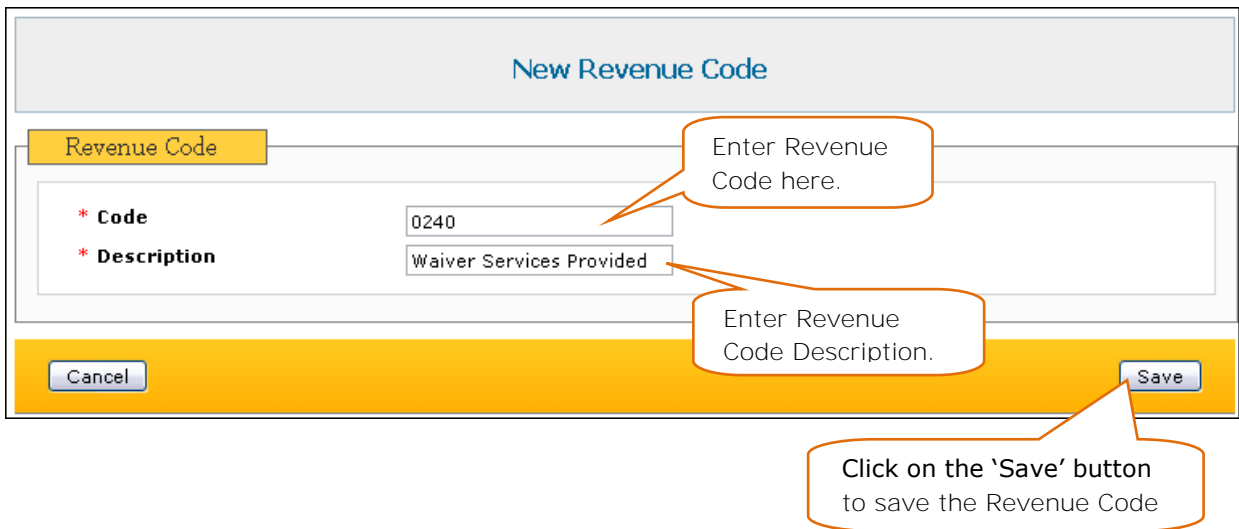 New Revenue Code
Revenue Code
Enter Revenue
Code here.
* Code
0240
* Description
Waiver Services Provided
Enter Revenue
Code Description.
Cancel
Save
Click on the ‘Save’ button
to save the Revenue Code